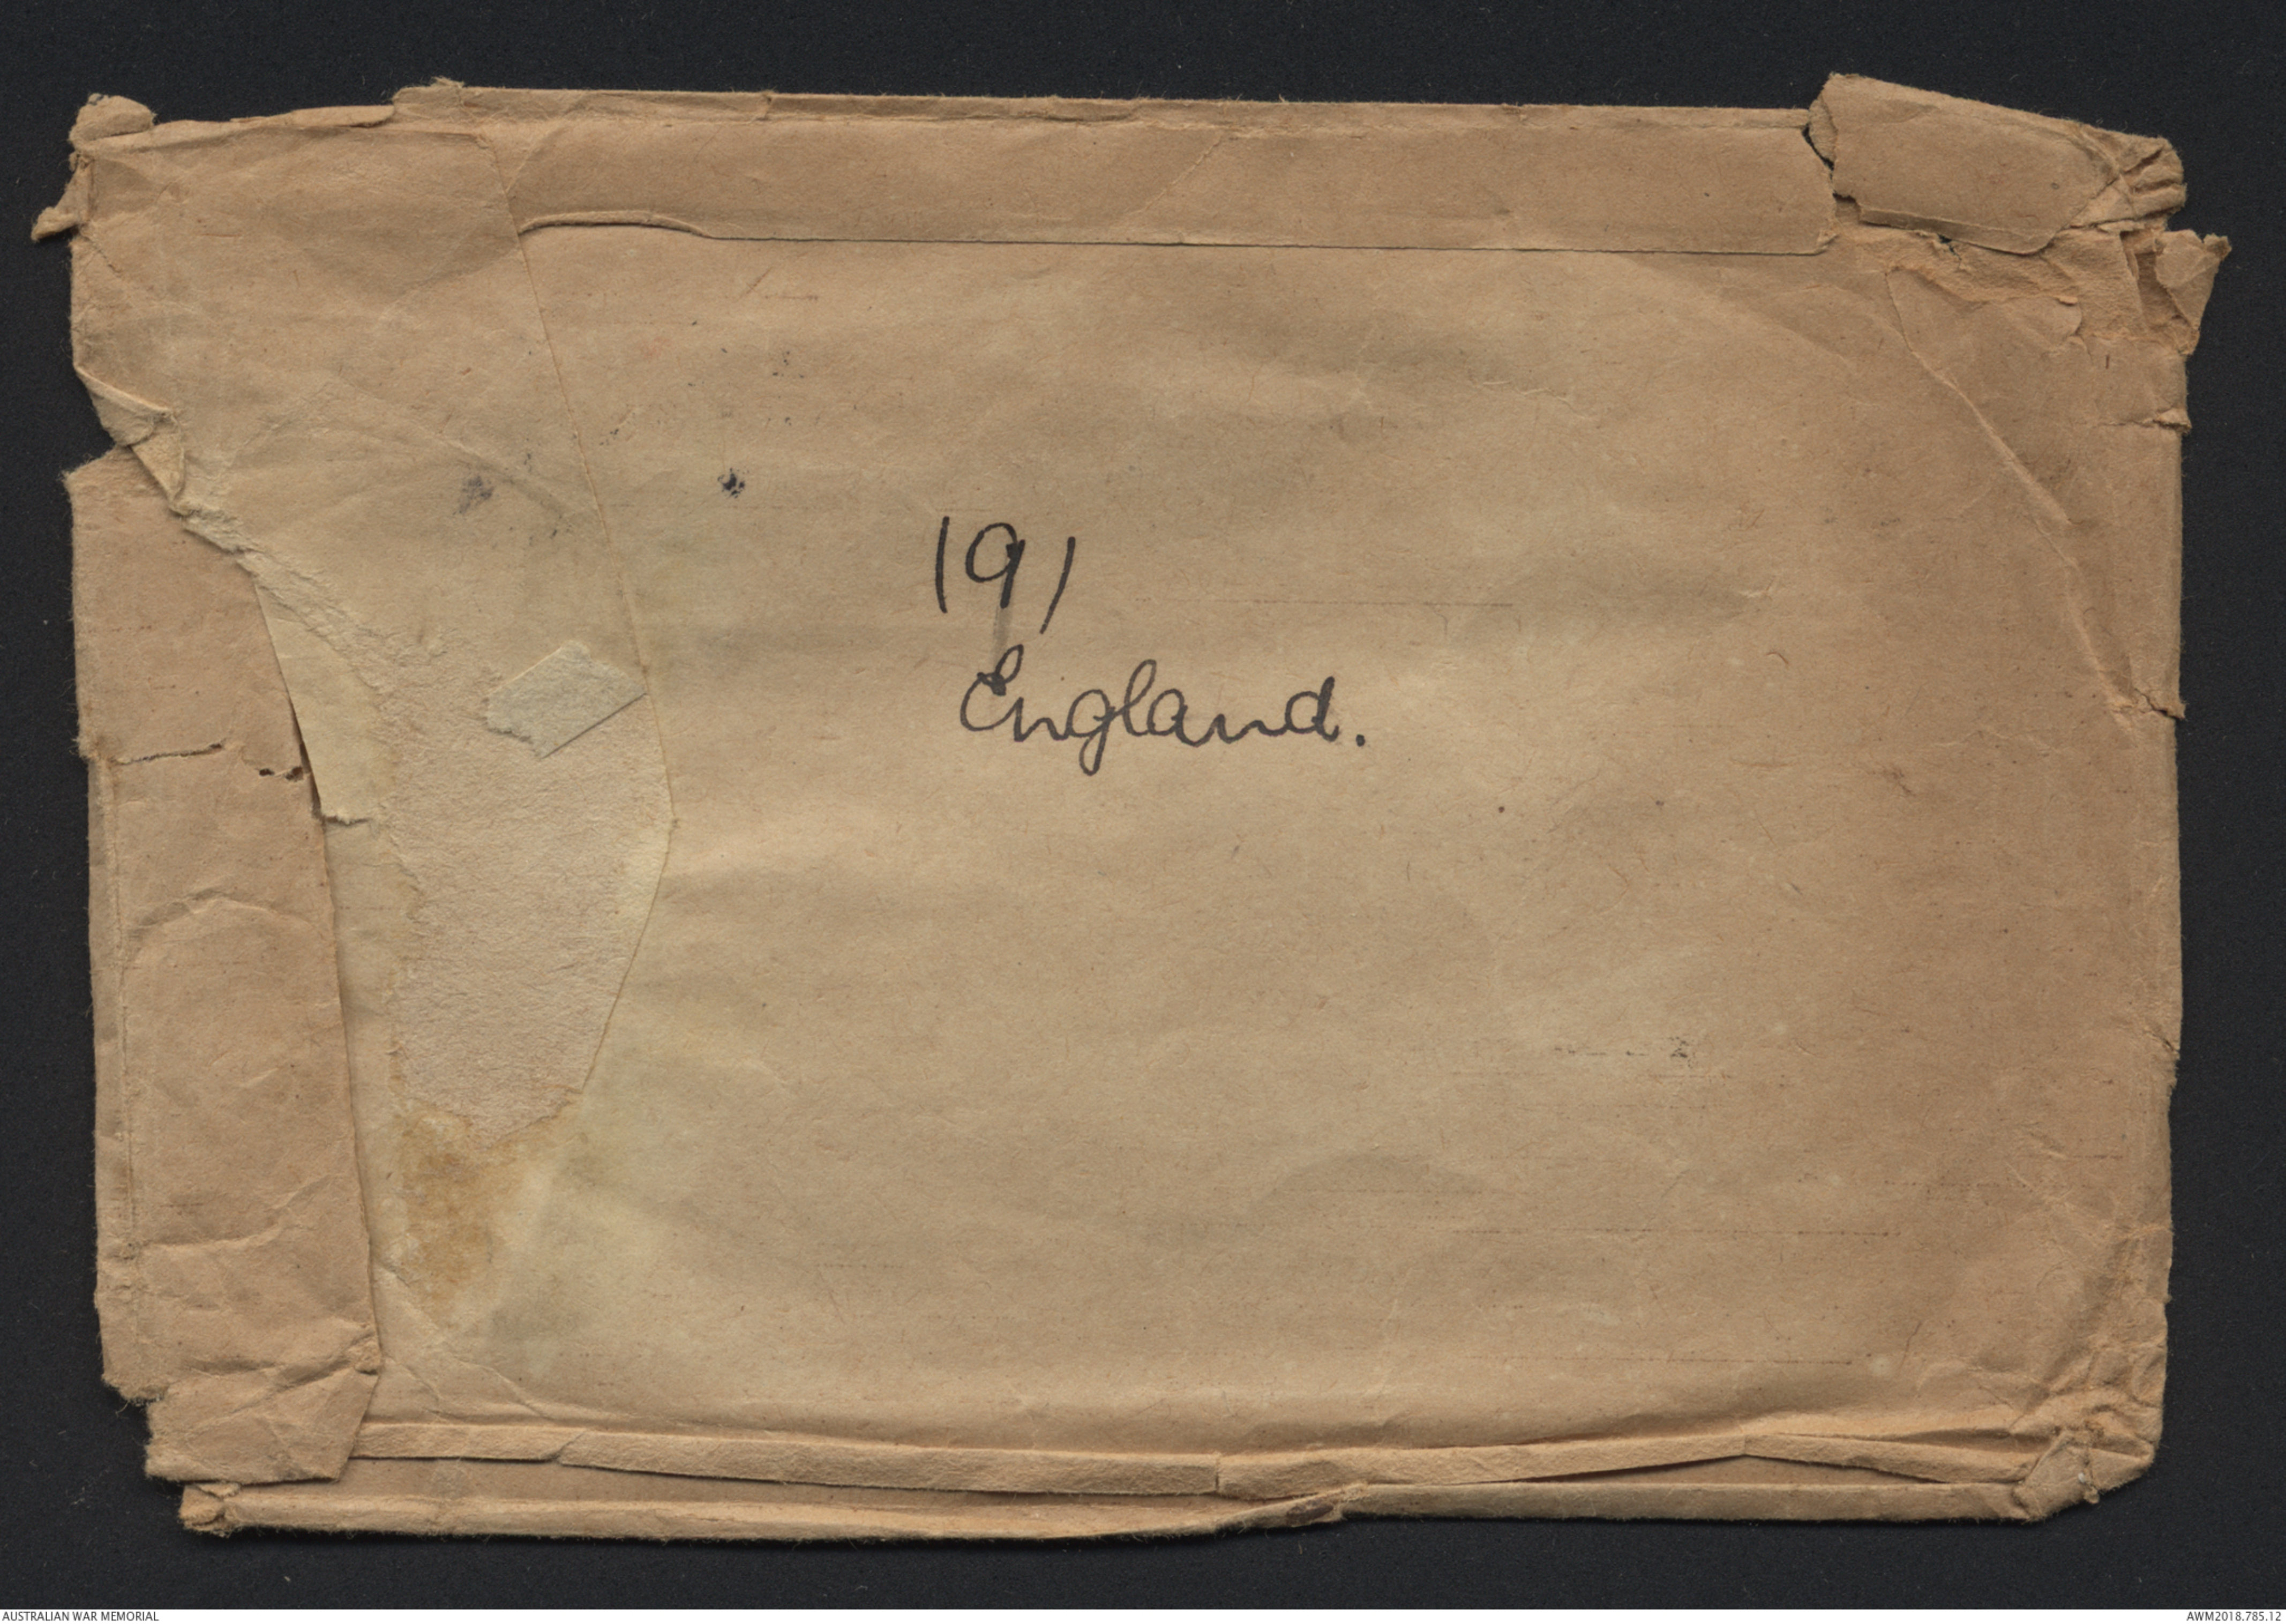 191
England.
AUSTRALIAN WAR MEMORIAL
AWM2018.785.12